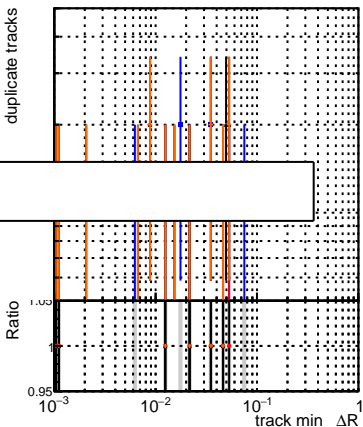 duplicate tracks
1.05
Ratio
1
0.95
10⁻³ 10⁻² 10⁻¹ 1
track min ΔR